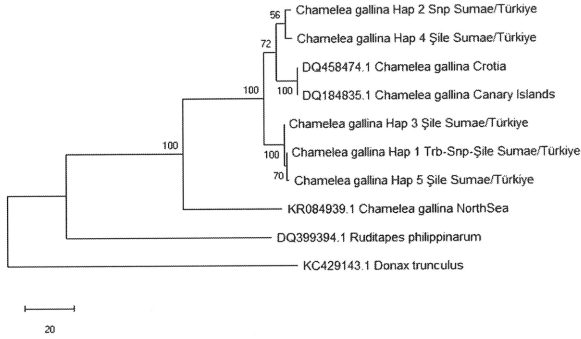 Chamelea gallina Hap 2 Snp Sumae/Türkiye
56
Chamelea gallina Hap 4 Şile Sumae/Türkiye
72
DQ458474.1 Chamelea gallina Crotia
100
DQ184835.1 Chamelea gallina Canary Islands
100
Chamelea gallina Hap 3 Şile Sumae/Türkiye
100
Chamelea gallina Hap 1 Trb-Snp-Şile Sumae/Türkiye
100
70
Chamelea gallina Hap 5 Şile Sumae/Türkiye
KR084939.1 Chamelea gallina NorthSea
DQ399394.1 Ruditapes philippinarum
KC429143.1 Donax trunculus
20